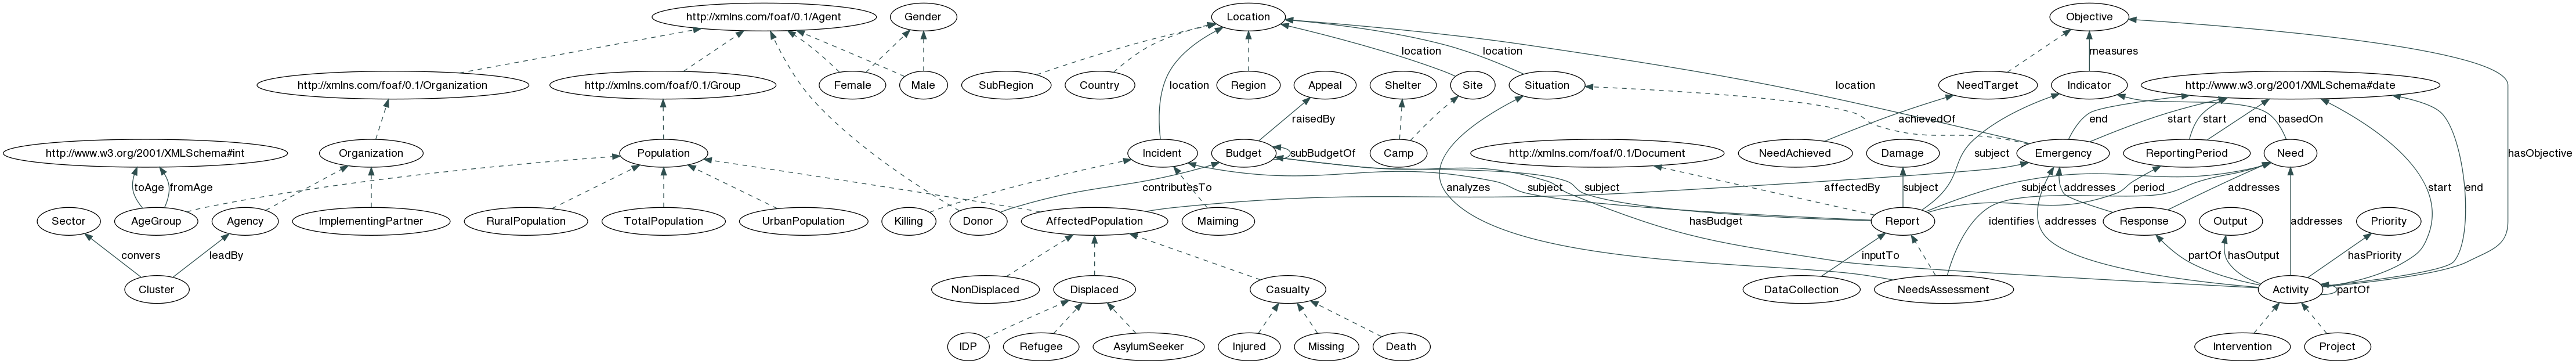 http://xmlns.com/foaf/0.1/Agent
Gender
Location
Objective
location
location
measures
http://xmlns.com/foaf/0.1/Organization
http://xmlns.com/foaf/0.1/Group
Female
Male
SubRegion
Country
location
Region
Appeal
Shelter
Site
Situation
location
NeedTarget
Indicator
http://www.w3.org/2001/XMLSchema#date
raisedBy
achievedOf
end
start
start
end
basedOn
http://www.w3.org/2001/XMLSchema#int
Organization
Population
Incident
Budget
subBudgetOf
Camp
http://xmlns.com/foaf/0.1/Document
NeedAchieved
Damage
subject
Emergency
ReportingPeriod
Need
hasObjective
toAge
fromAge
contributesTo
analyzes
subject
subject
affectedBy
subject
subject
addresses
period
addresses
start
end
Sector
AgeGroup
Agency
ImplementingPartner
RuralPopulation
TotalPopulation
UrbanPopulation
Killing
Donor
AffectedPopulation
Maiming
hasBudget
identifies
Report
addresses
Response
Output
addresses
Priority
convers
leadBy
inputTo
partOf
hasOutput
hasPriority
Cluster
NonDisplaced
Displaced
Casualty
DataCollection
NeedsAssessment
Activity
partOf
IDP
Refugee
AsylumSeeker
Injured
Missing
Death
Intervention
Project